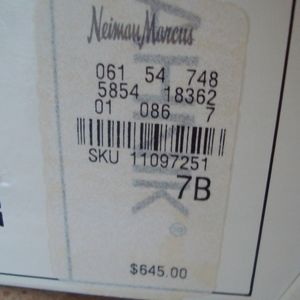 Neiman Marcus
061 54 748
5854 18362
01 086 7
SKU 11097251
7B
$645.00